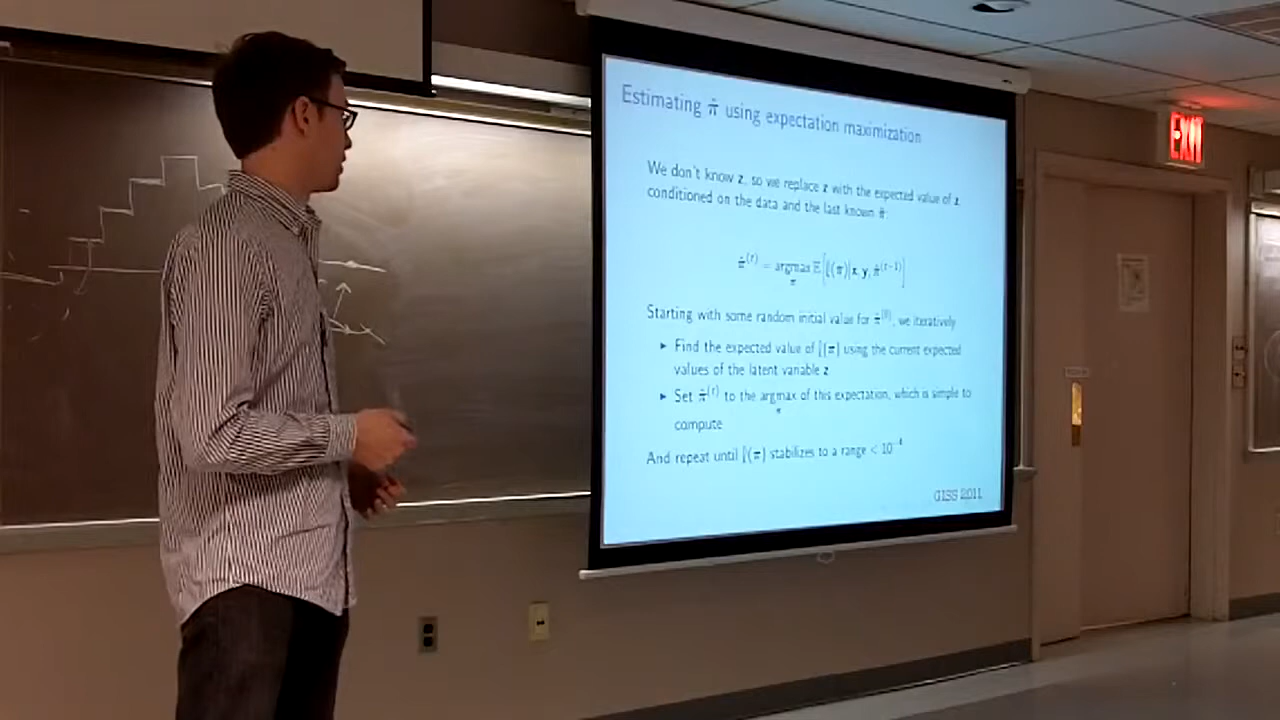 Estimating π̂ using expectation maximization
We don't know z, so we replace z with the expected value of z
conditioned on the data and the last known π̂:
π̂⁽ᵗ⁾ = argmax E[l(π)|x, y, π̂⁽ᵗ⁻¹⁾]
π
Starting with some random initial value for π̂⁽⁰⁾, we iteratively
▸ Find the expected value of l(π) using the current expected
values of the latent variable z
▸ Set π̂⁽ᵗ⁾ to the argmax of this expectation, which is simple to
π
compute
And repeat until l(π) stabilizes to a range < 10⁻⁴
GISS 2011
EXIT